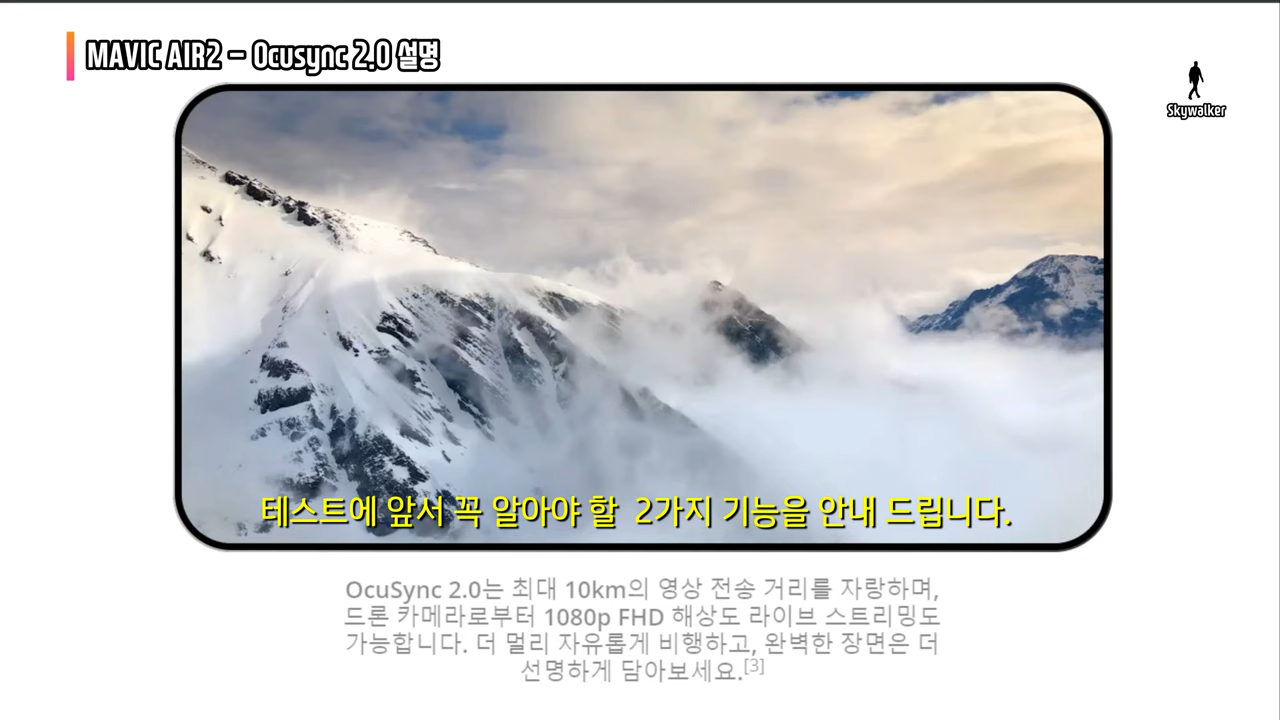 MAVIC AIR2 - Ocusync 2.0 설명
Skywalker
테스트에 앞서 꼭 알아야 할 2가지 기능을 안내 드립니다.
OcuSync 2.0는 최대 10km의 영상 전송 거리를 자랑하며,
드론 카메라로부터 1080p FHD 해상도 라이브 스트리밍도
가능합니다. 더 멀리 자유롭게 비행하고, 완벽한 장면은 더
선명하게 담아보세요.[3]